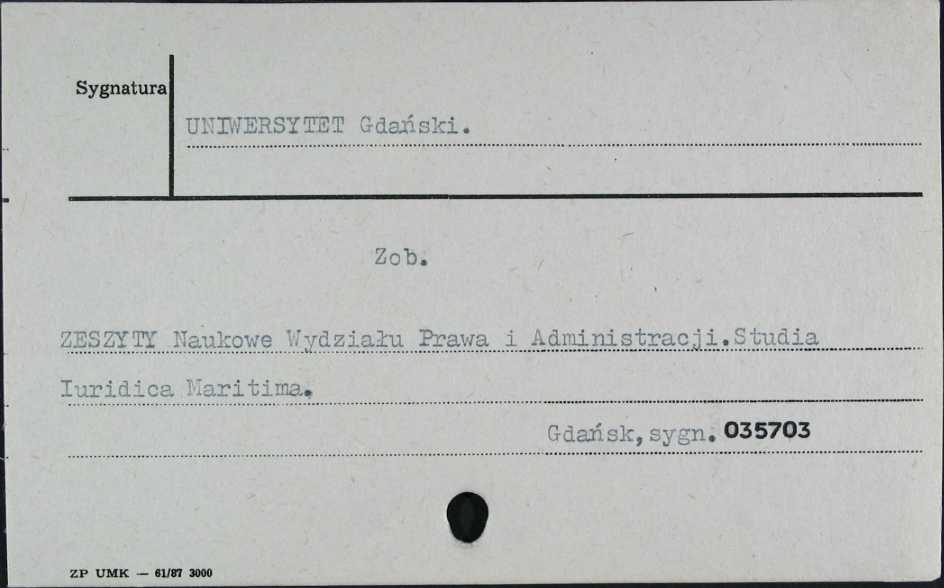 Sygnatura
UNIWERSYTET Gdański.
Zob.
ZESZYTY Naukowe Wydziału Prawa i Administracji.Studia
Iuridica Maritima.
Gdańsk,sygn. 035703
ZP UMK — 61/87 3000